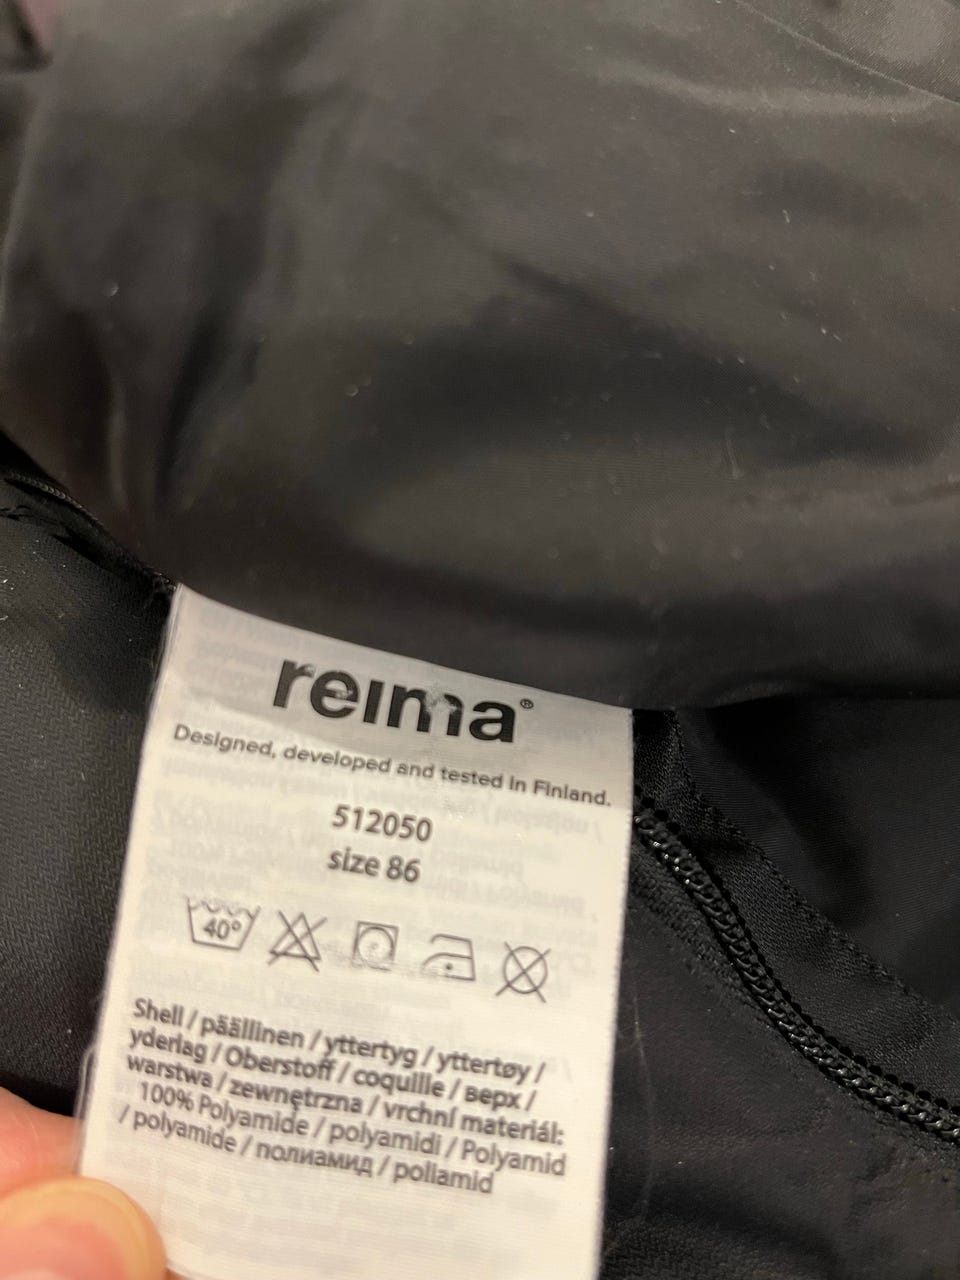 reima®
Designed, developed and tested in Finland.
512050
size 86
40°
Shell / päällinen / yttertyg / yttertøy /
yderlag / Oberstoff / coquille / верх /
warstwa / zewnętrzna / vrchní materiál:
100% Polyamide / polyamidi / Polyamid
/ polyamide / полиамид / poliamid